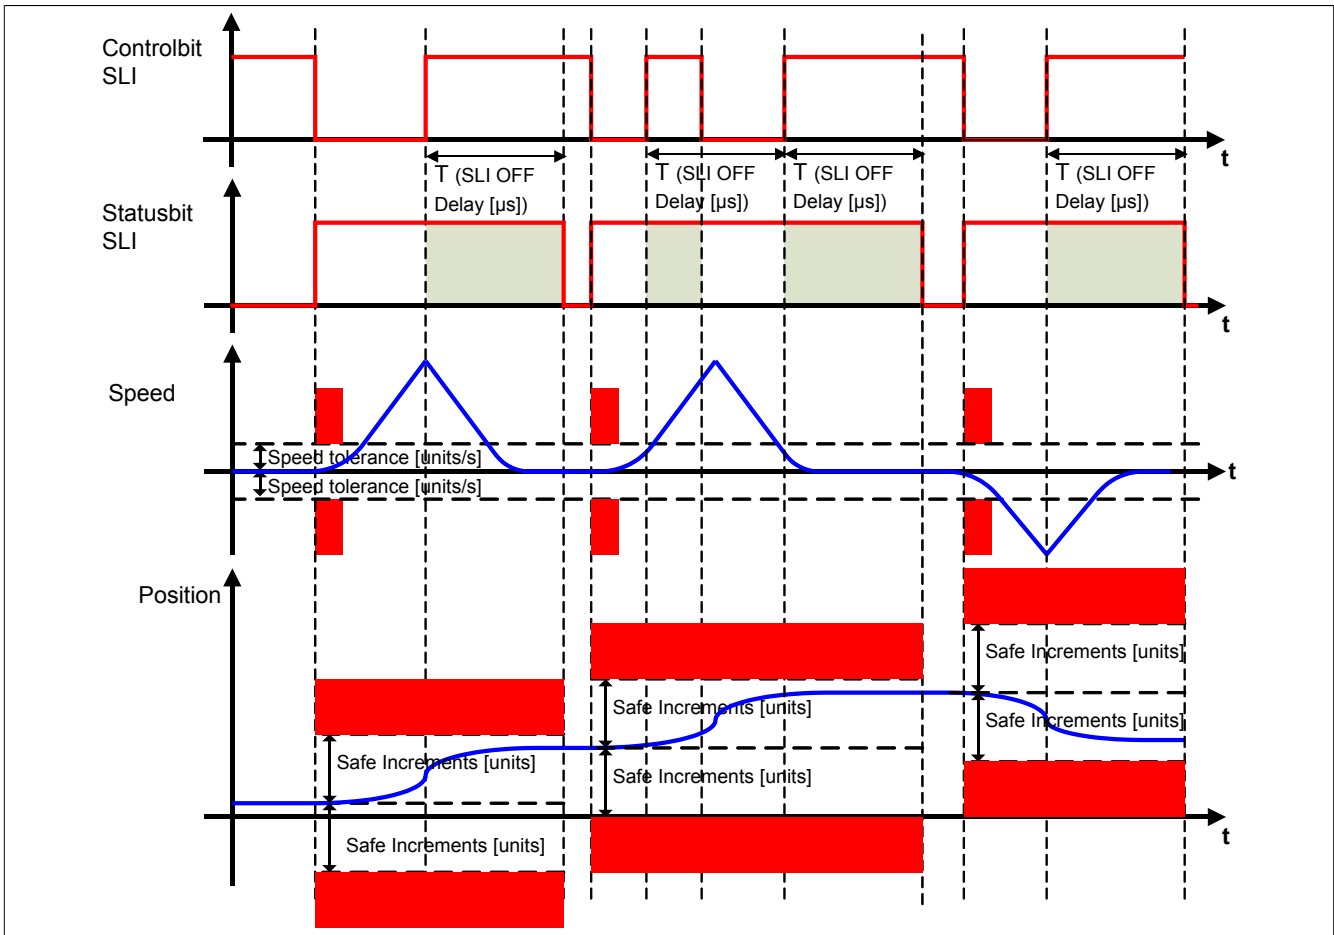 Controlbit
SLI
t
T (SLI OFF
Delay [µs])
T (SLI OFF
Delay [µs])
T (SLI OFF
Delay [µs])
T (SLI OFF
Delay [µs])
Statusbit
SLI
t
Speed
Speed tolerance [units/s]
t
Speed tolerance [units/s]
Position
Safe Increments [units]
Safe Increments [units]
Safe Increments [units]
Safe Increments [units]
Safe Increments [units]
Safe Increments [units]
t